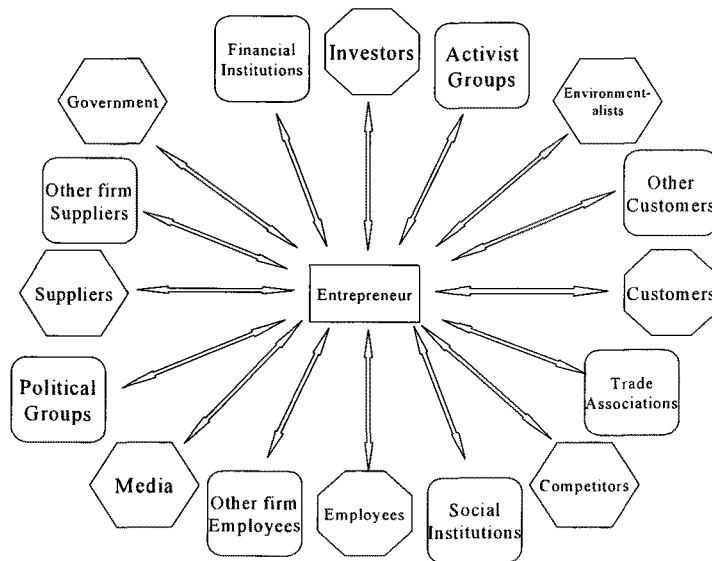 Financial
Institutions
Investors
Activist
Groups
Government
Environment-
alists
Other firm
Suppliers
Other
Customers
Suppliers
Entrepreneur
Customers
Political
Groups
Trade
Associations
Media
Other firm
Employees
Employees
Social
Institutions
Competitors